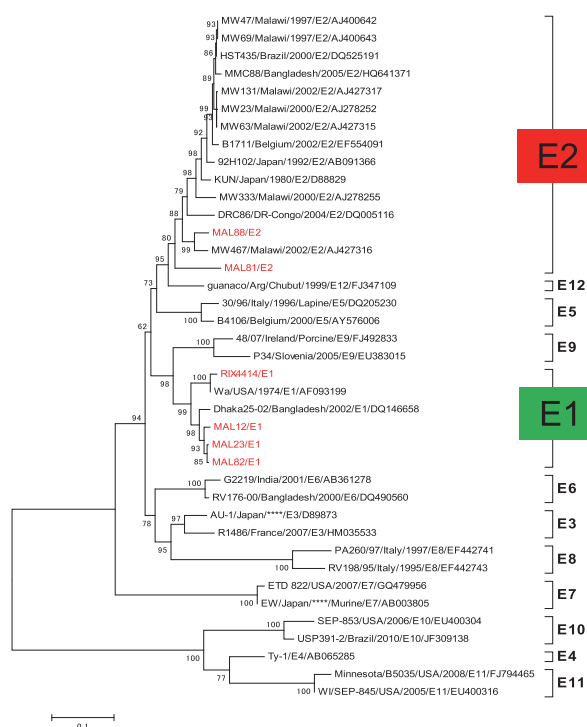 93 MW47/Malawi/1997/E2/AJ400642
93 MW69/Malawi/1997/E2/AJ400643
86 HST435/Brazil/2000/E2/DQ525191
MMC88/Bangladesh/2005/E2/HQ641371
89
MW131/Malawi/2002/E2/AJ427317
99 MW23/Malawi/2000/E2/AJ278252
MW63/Malawi/2002/E2/AJ427315
92 B1711/Belgium/2002/E2/EF554091
98 92H102/Japan/1992/E2/AB091366
98 KUN/Japan/1980/E2/D88829
79 MW333/Malawi/2000/E2/AJ278255
88 DRC86/DR-Congo/2004/E2/DQ005116
MAL88/E2
80 99 MW467/Malawi/2002/E2/AJ427316
95 MAL81/E2
E2
73 guanaco/Arg/Chubut/1999/E12/FJ347109 E12
30/96/Italy/1996/Lapine/E5/DQ205230 E5
100 B4106/Belgium/2000/E5/AY576006
62
48/07/Ireland/Porcine/E9/FJ492833 E9
100 P34/Slovenia/2005/E9/EU383015
98
RIX4414/E1
100 Wa/USA/1974/E1/AF093199
99 Dhaka25-02/Bangladesh/2002/E1/DQ146658
94
98 MAL12/E1
93 MAL23/E1
85 MAL82/E1
E1
G2219/India/2001/E6/AB361278 E6
100 RV176-00/Bangladesh/2000/E6/DQ490560
78
97 AU-1/Japan/****/E3/D89873 E3
R1486/France/2007/E3/HM035533
95
PA260/97/Italy/1997/E8/EF442741 E8
100 RV198/95/Italy/1995/E8/EF442743
ETD 822/USA/2007/E7/GQ479956 E7
100 EW/Japan/****/Murine/E7/AB003805
SEP-853/USA/2006/E10/EU400304 E10
100 USP391-2/Brazil/2010/E10/JF309138
100
Ty-1/E4/AB065285 E4
77
Minnesota/B5035/USA/2008/E11/FJ794465 E11
100 WI/SEP-845/USA/2005/E11/EU400316
0.1